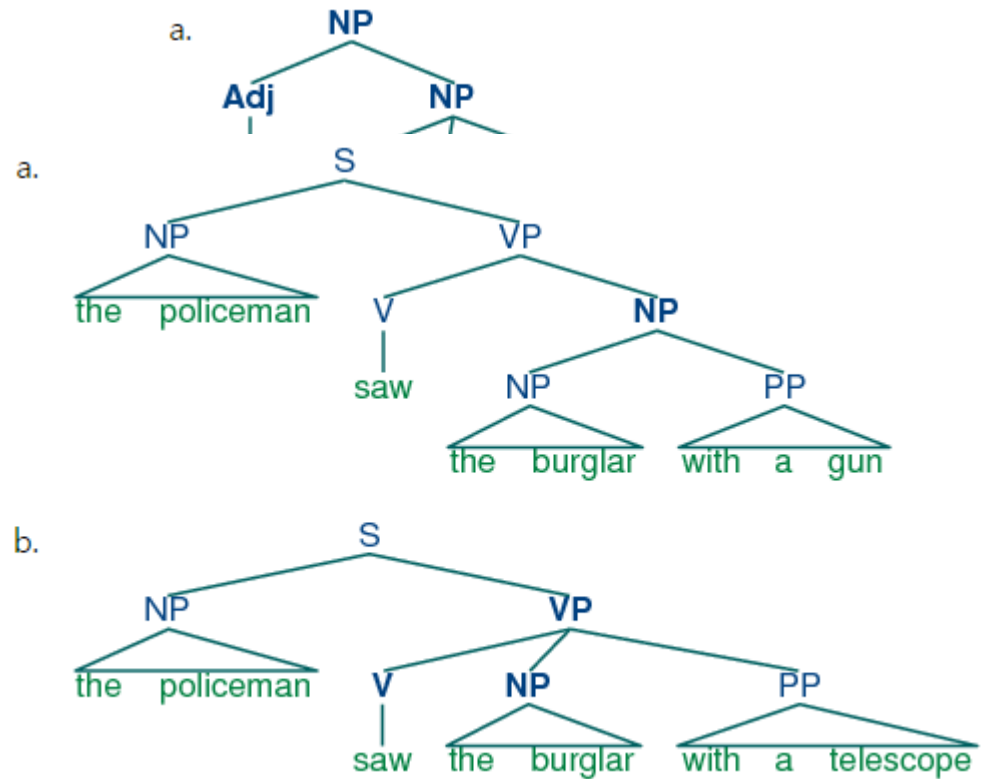 a. NP
Adj NP
a. S
NP VP
the policeman V NP
saw NP PP
the burglar with a gun
b. S
NP VP
the policeman V NP PP
saw the burglar with a telescope